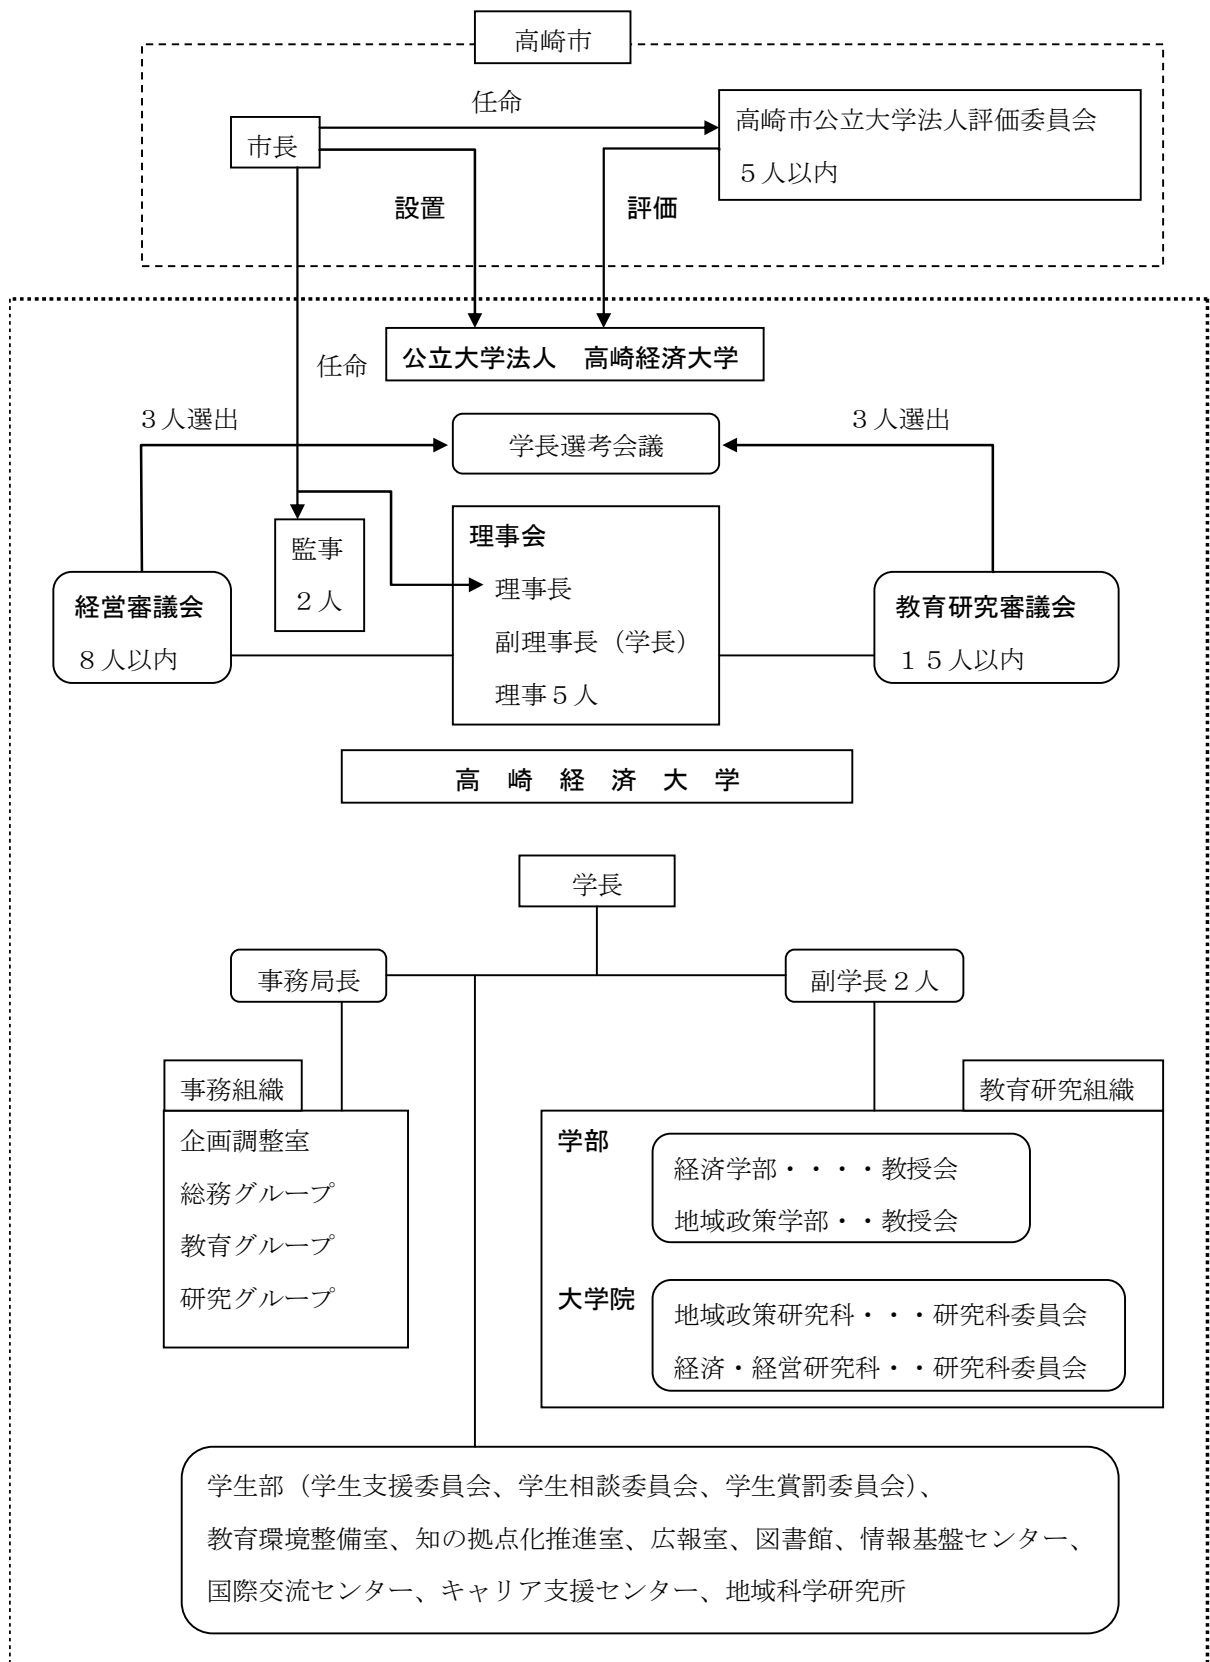 高崎市
任命
高崎市公立大学法人評価委員会
市長
５人以内
設置
評価
公立大学法人　高崎経済大学
任命
３人選出
３人選出
学長選考会議
理事会
監事
理事長
２人
経営審議会
教育研究審議会
副理事長（学長）
８人以内
１５人以内
理事５人
高　崎　経　済　大　学
学長
事務局長
副学長２人
事務組織
教育研究組織
企画調整室
総務グループ
教育グループ
研究グループ
学部
経済学部・・・・教授会
地域政策学部・・教授会
大学院
地域政策研究科・・・研究科委員会
経済・経営研究科・・研究科委員会
学生部（学生支援委員会、学生相談委員会、学生賞罰委員会）、
教育環境整備室、知の拠点化推進室、広報室、図書館、情報基盤センター、
国際交流センター、キャリア支援センター、地域科学研究所